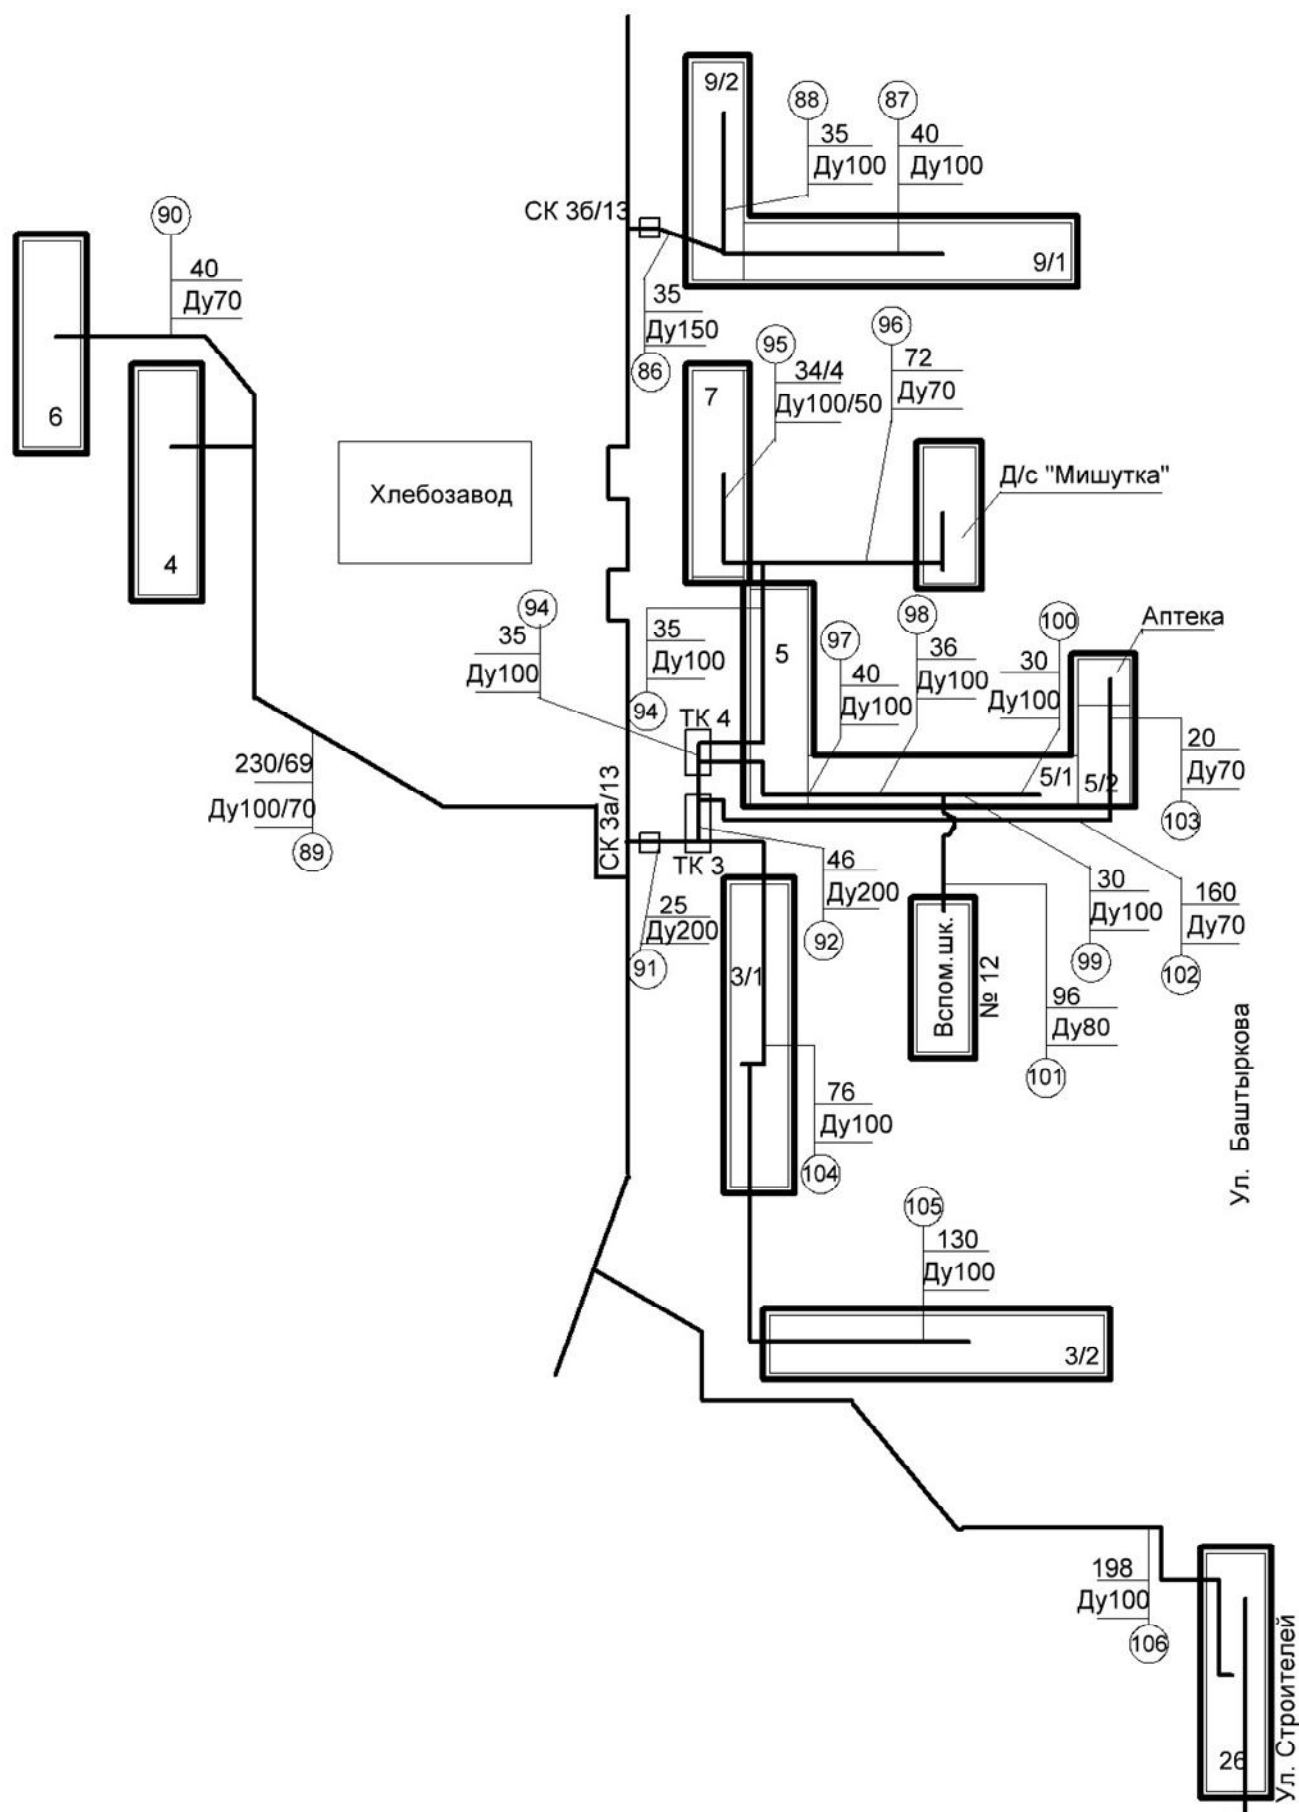 9/2
88
87
35
Ду100
40
Ду100
СК 3б/13
90
9/1
40
Ду70
35
Ду150
86
95
96
34/4
Ду100/50
72
Ду70
6
7
Д/с "Мишутка"
Хлебозавод
4
94
35
Ду100
35
Ду100
94
5
97
40
Ду100
98
36
Ду100
100
30
Ду100
Аптека
ТК 4
5/1
5/2
20
Ду70
103
230/69
Ду100/70
89
СК 3а/13
ТК 3
46
Ду200
92
25
Ду200
91
30
Ду100
99
160
Ду70
102
3/1
Вспом.шк.
№ 12
96
Ду80
101
Ул. Баштыркова
76
Ду100
104
105
130
Ду100
3/2
198
Ду100
106
26
Ул. Строителей